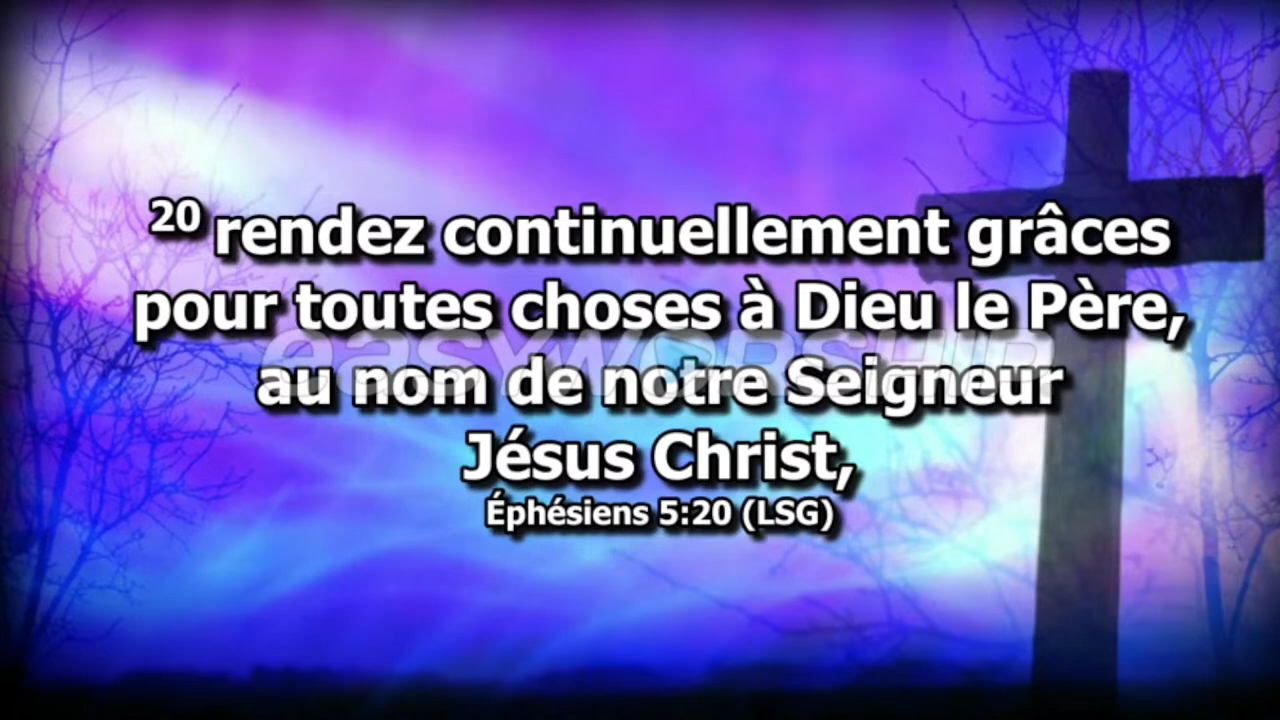 20 rendez continuellement grâces
pour toutes choses à Dieu le Père,
easyWORSHIP
au nom de notre Seigneur
Jésus Christ,
Éphésiens 5:20 (LSG)